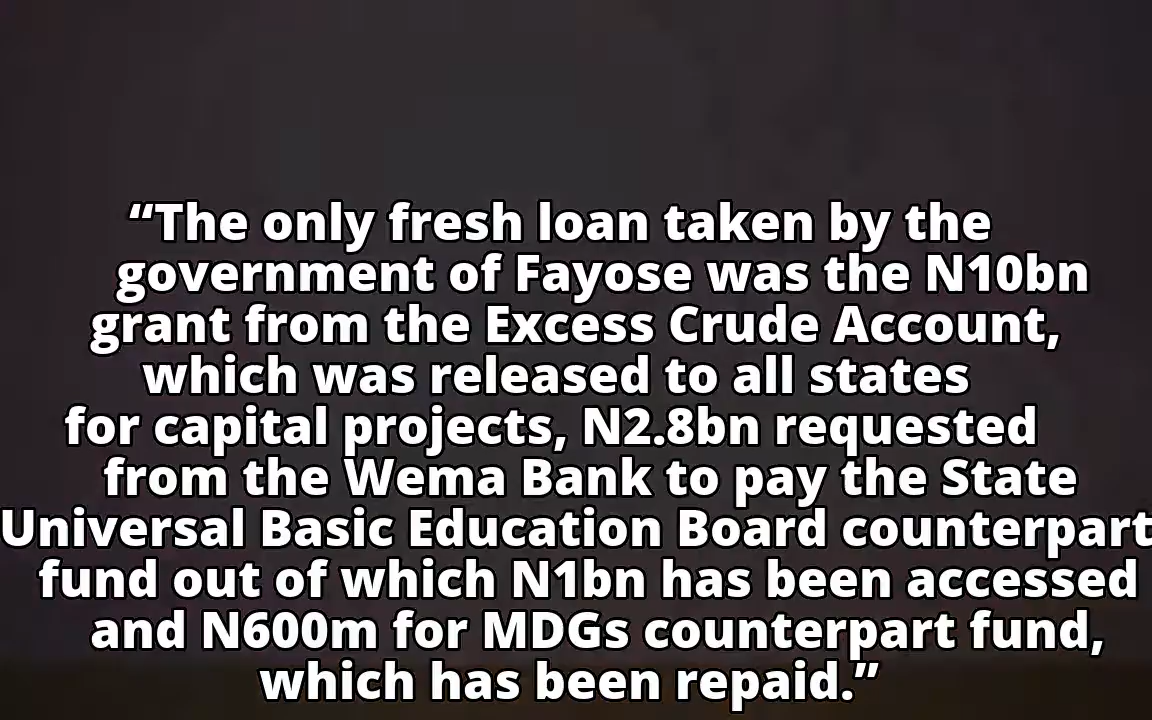 “The only fresh loan taken by the
government of Fayose was the N10bn
grant from the Excess Crude Account,
which was released to all states
for capital projects, N2.8bn requested
from the Wema Bank to pay the State
Universal Basic Education Board counterpart
fund out of which N1bn has been accessed
and N600m for MDGs counterpart fund,
which has been repaid.”